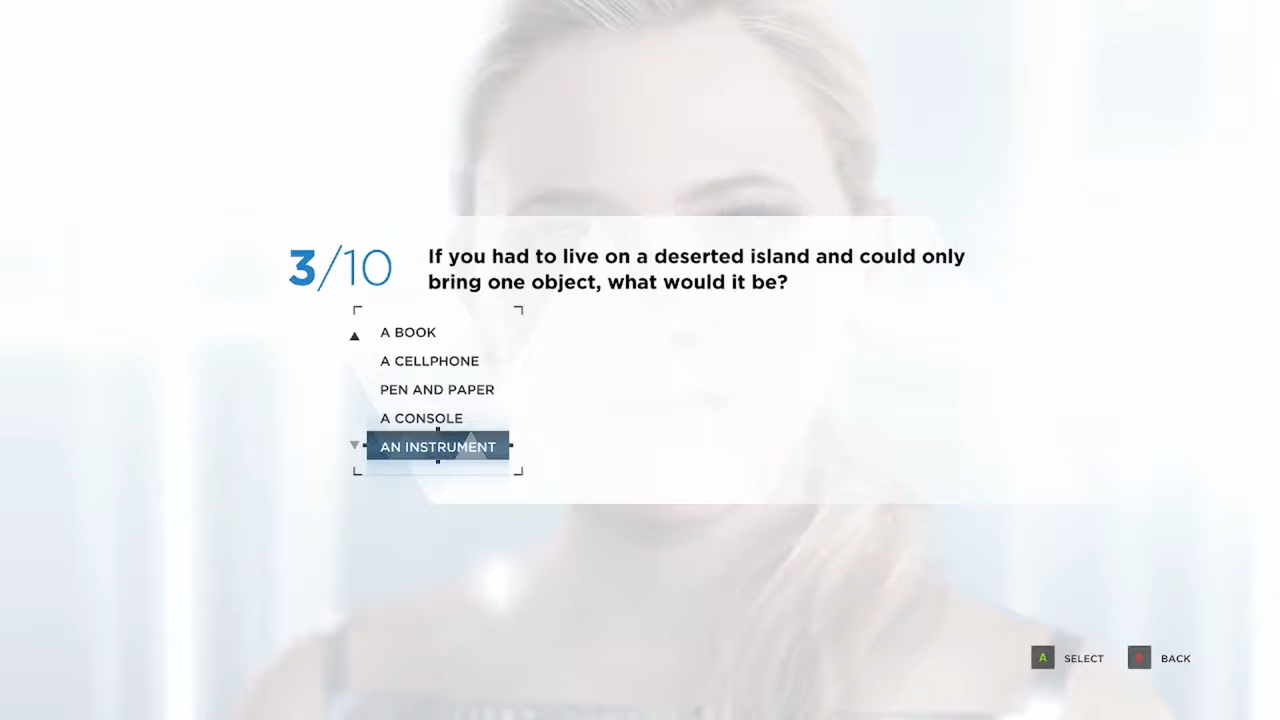 3/10
If you had to live on a deserted island and could only
bring one object, what would it be?
A BOOK
A CELLPHONE
PEN AND PAPER
A CONSOLE
AN INSTRUMENT
A SELECT B BACK